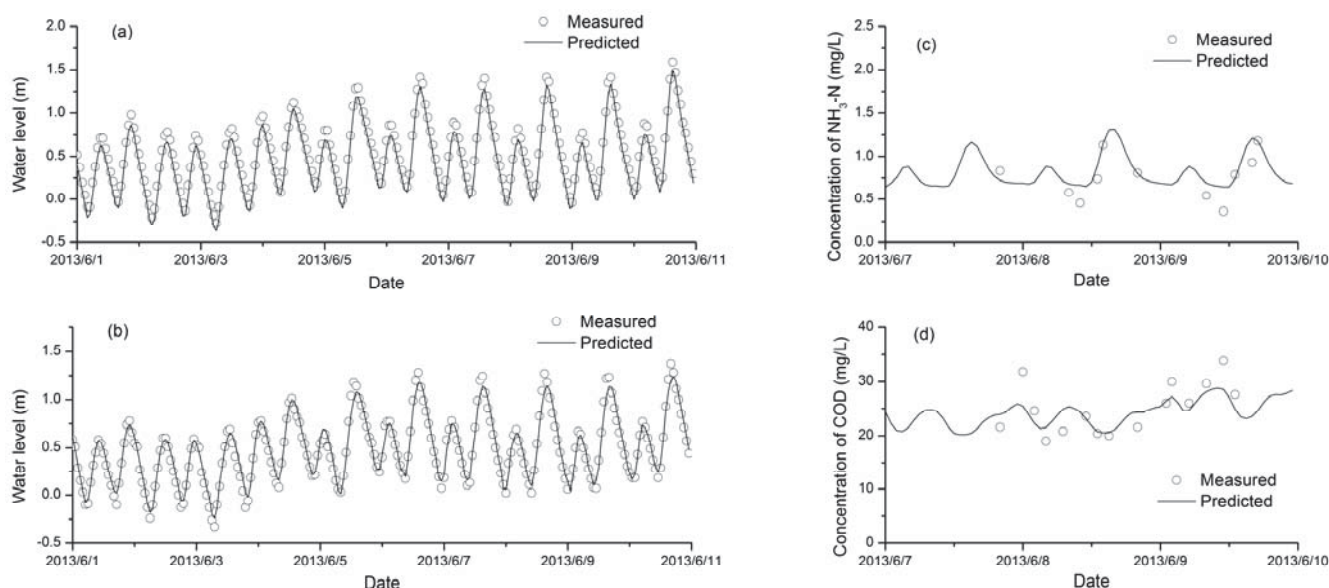 (a)
Measured
Predicted
Water level (m)
2.0
1.5
1.0
0.5
0.0
-0.5
2013/6/1
2013/6/3
2013/6/5
2013/6/7
2013/6/9
2013/6/11
Date
(b)
Measured
Predicted
Water level (m)
1.5
1.0
0.5
0.0
-0.5
2013/6/1
2013/6/3
2013/6/5
2013/6/7
2013/6/9
2013/6/11
Date
(c)
Measured
Predicted
Concentration of NH₃-N (mg/L)
2.5
2.0
1.5
1.0
0.5
0.0
2013/6/7
2013/6/8
2013/6/9
2013/6/10
Date
(d)
Concentration of COD (mg/L)
40
30
20
10
0
Measured
Predicted
2013/6/7
2013/6/8
2013/6/9
2013/6/10
Date